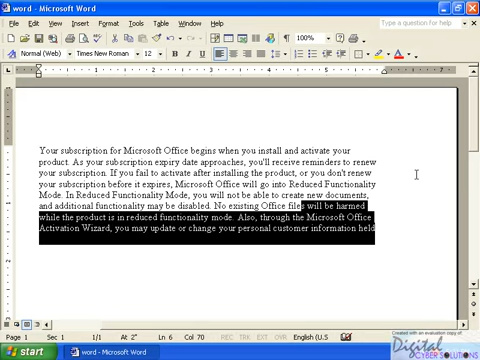 word - Microsoft Word
File Edit View Insert Format Tools Table Window Help
Type a question for help
100%
Normal (Web) Times New Roman 12 B I U
1 2 3 4 5 6 7
Your subscription for Microsoft Office begins when you install and activate your
product. As your subscription expiry date approaches, you'll receive reminders to renew
your subscription. If you fail to activate after installing the product, or you don't renew
your subscription before it expires, Microsoft Office will go into Reduced Functionality
Mode. In Reduced Functionality Mode, you will not be able to create new documents,
and additional functionality may be disabled. No existing Office files will be harmed
while the product is in reduced functionality mode. Also, through the Microsoft Office
Activation Wizard, you may update or change your personal customer information held
Page 1 Sec 1 1/1 At 2" Ln 6 Col 70 REC TRK EXT OVR English (U.S
Created with an evaluation copy of
Digital
CYBER SOLUTIONS
start word - Microsoft Word